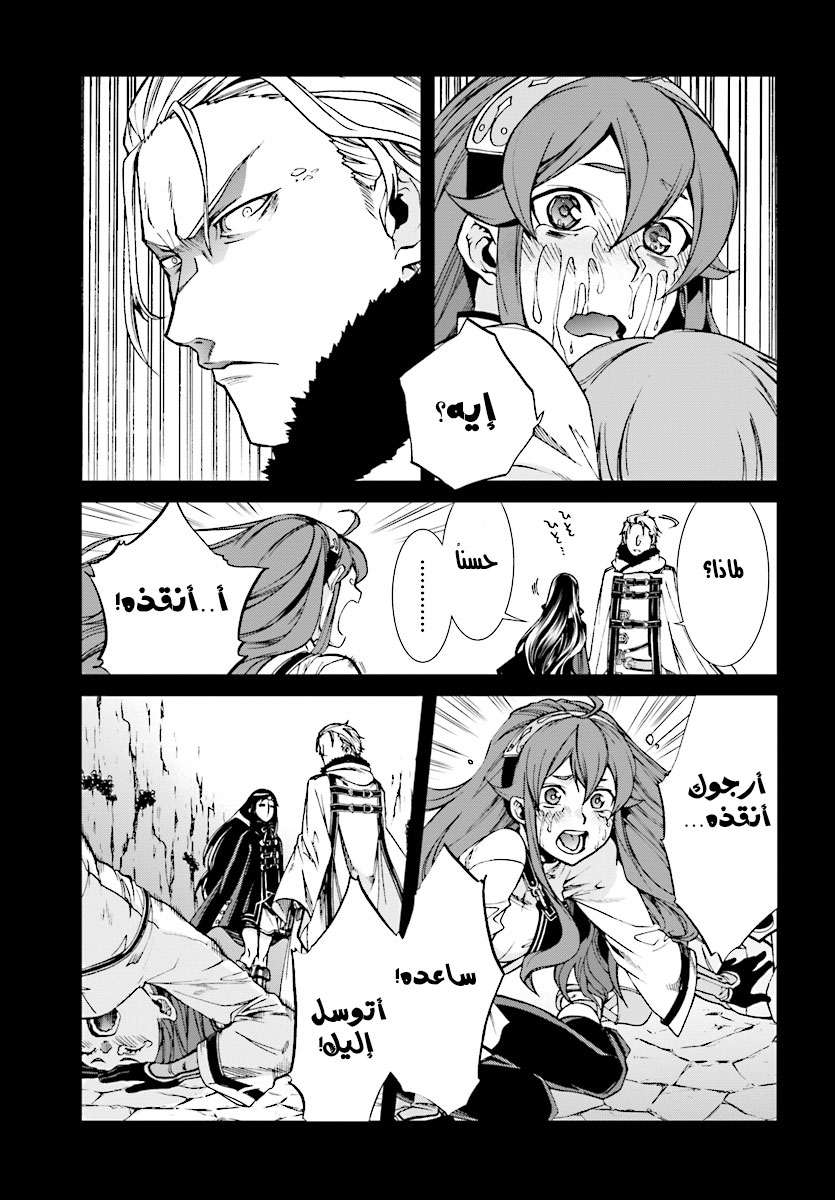 إيه؟
لماذا؟
حسناً
........
أ..أنقذه!
أرجوك
أنقذه...
ساعده!
أتوسل
إليك!